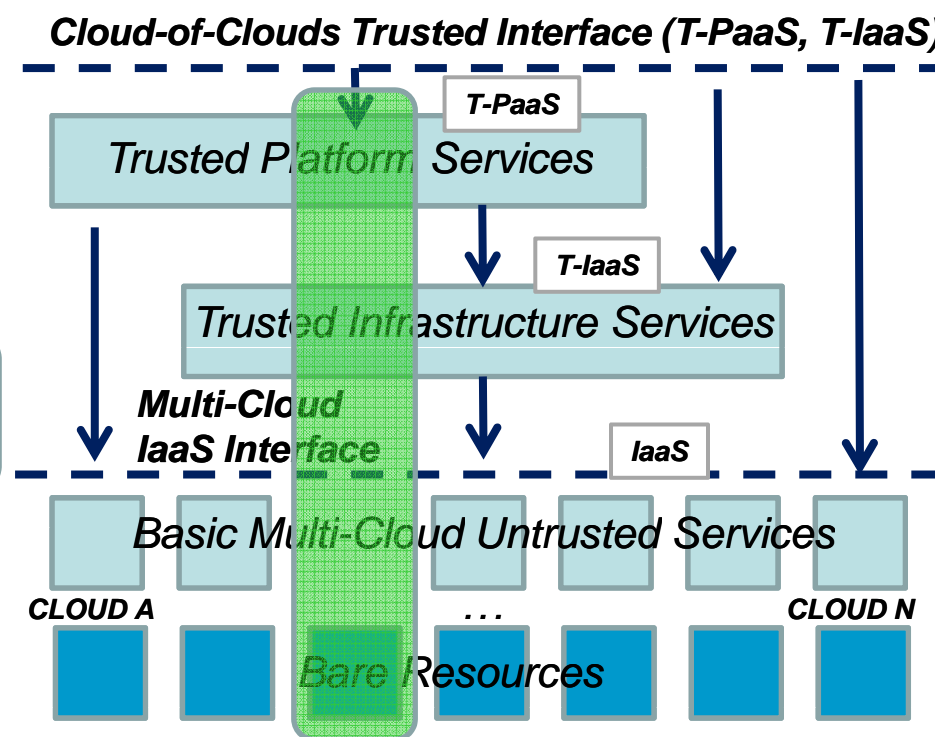 Cloud-of-Clouds Trusted Interface (T-PaaS, T-IaaS)
T-PaaS
Trusted Platform Services
T-IaaS
Trusted Infrastructure Services
Multi-Cloud
IaaS Interface
IaaS
Basic Multi-Cloud Untrusted Services
CLOUD A
...
CLOUD N
Bare Resources